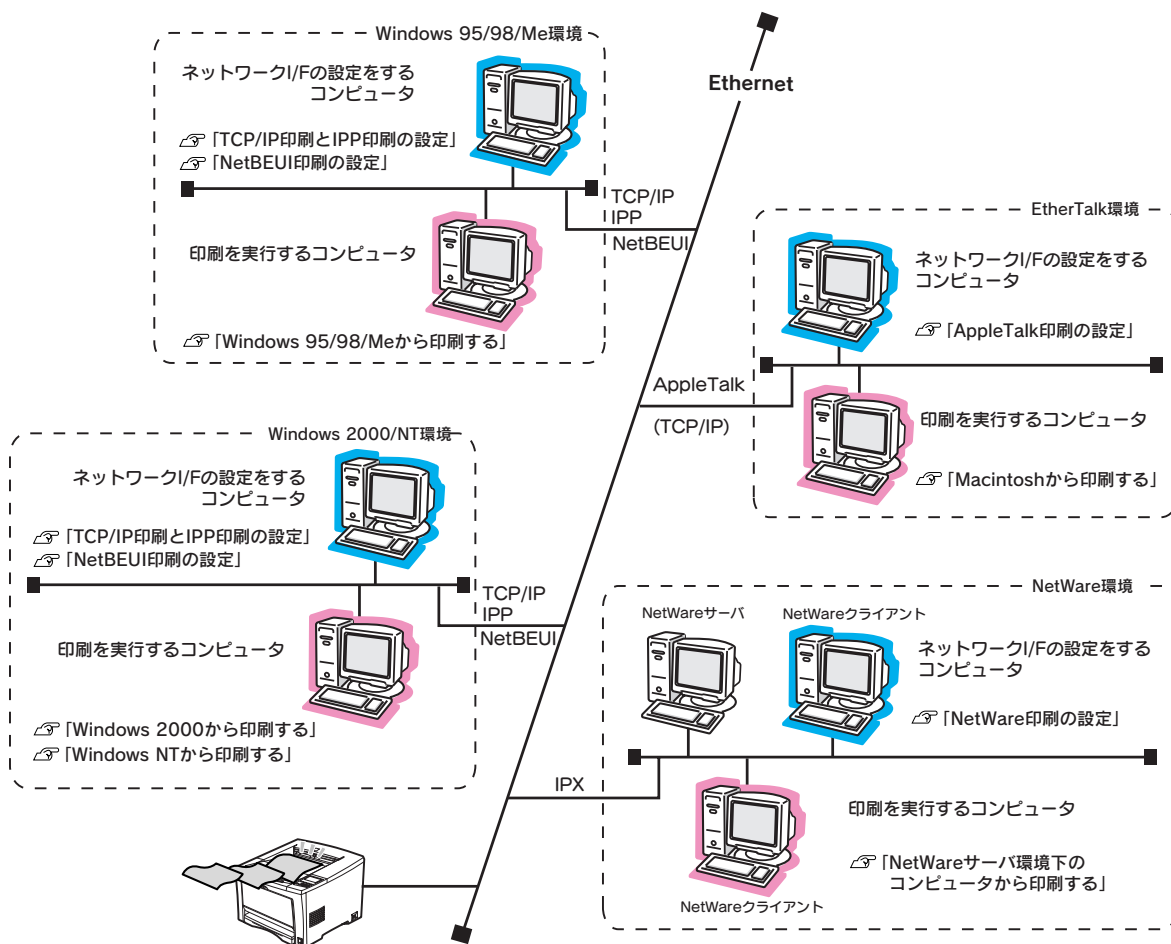 Windows 95/98/Me環境
ネットワークI/Fの設定をする
コンピュータ
「TCP/IP印刷とIPP印刷の設定」
「NetBEUI印刷の設定」
TCP/IP
IPP
NetBEUI
印刷を実行するコンピュータ
「Windows 95/98/Meから印刷する」
Ethernet
EtherTalk環境
ネットワークI/Fの設定をする
コンピュータ
「AppleTalk印刷の設定」
AppleTalk
(TCP/IP)
印刷を実行するコンピュータ
「Macintoshから印刷する」
Windows 2000/NT環境
ネットワークI/Fの設定をする
コンピュータ
「TCP/IP印刷とIPP印刷の設定」
「NetBEUI印刷の設定」
TCP/IP
IPP
NetBEUI
印刷を実行するコンピュータ
「Windows 2000から印刷する」
「Windows NTから印刷する」
NetWare環境
NetWareサーバ
NetWareクライアント
ネットワークI/Fの設定をする
コンピュータ
「NetWare印刷の設定」
IPX
印刷を実行するコンピュータ
「NetWareサーバ環境下の
コンピュータから印刷する」
NetWareクライアント